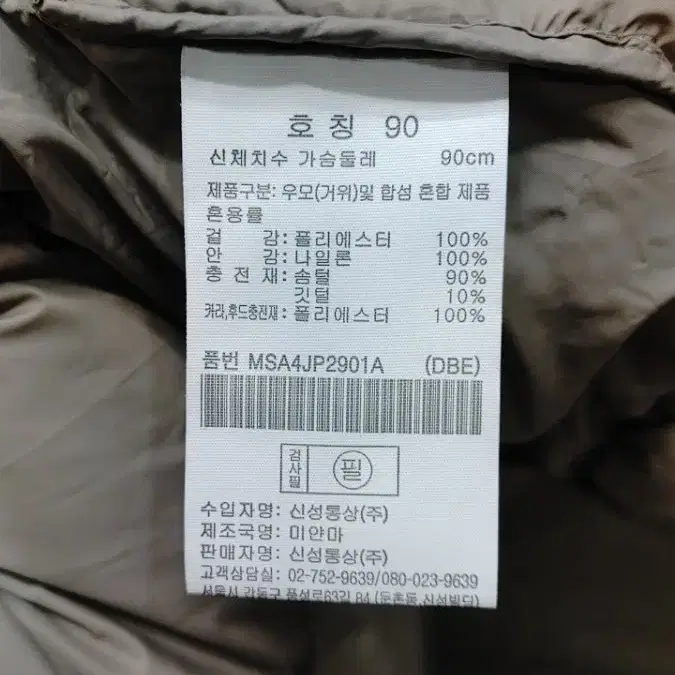 호칭 90
신체치수 가슴둘레 90cm
제품구분: 우모(거위)및 합성 혼합 제품
혼용률
겉 감: 폴리에스터 100%
안 감: 나일론 100%
충 전 재: 솜털 90%
깃털 10%
카라,후드충전재: 폴리에스터 100%
품번 MSA4JP2901A (DBE)
검사필 필
수입자명: 신성통상(주)
제조국명: 미얀마
판매자명: 신성통상(주)
고객상담실: 02-752-9639/080-023-9639
서울시 강동구 풍성로63길 84 (둔촌동,신성빌딩)